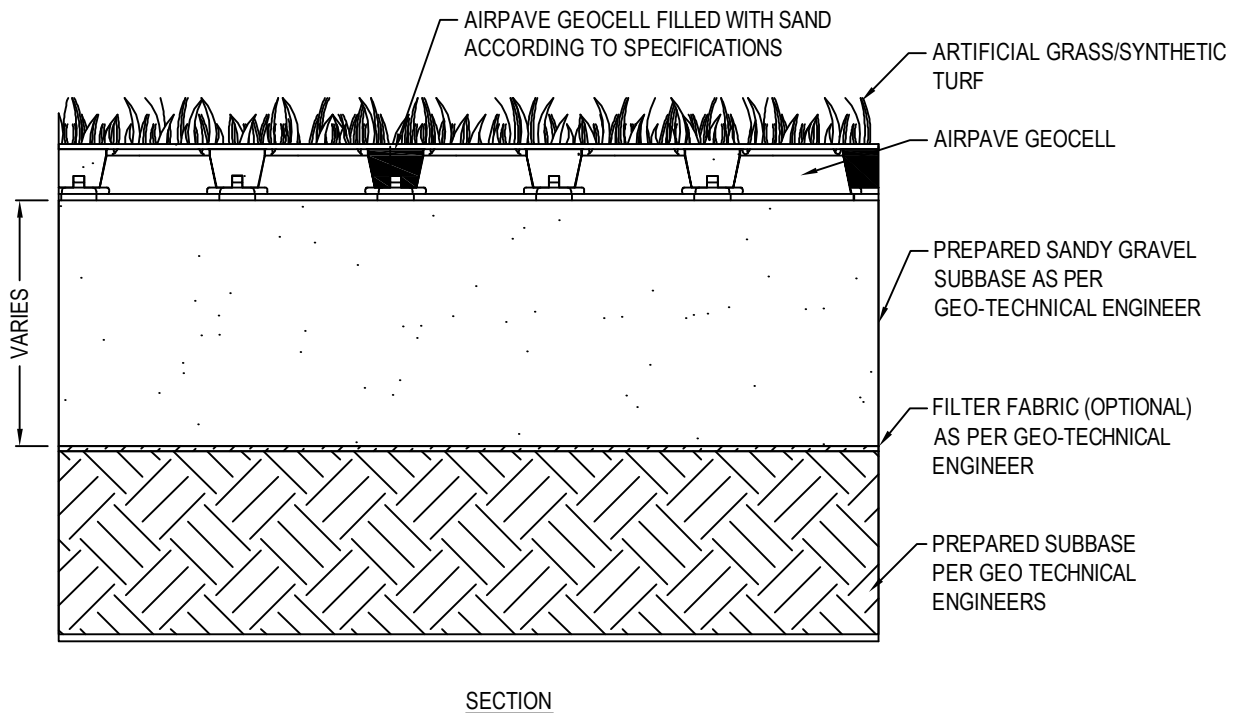 AIRPAVE GEOCELL FILLED WITH SAND
ACCORDING TO SPECIFICATIONS
ARTIFICIAL GRASS/SYNTHETIC
TURF
AIRPAVE GEOCELL
PREPARED SANDY GRAVEL
SUBBASE AS PER
GEO-TECHNICAL ENGINEER
VARIES
FILTER FABRIC (OPTIONAL)
AS PER GEO-TECHNICAL
ENGINEER
PREPARED SUBBASE
PER GEO TECHNICAL
ENGINEERS
SECTION